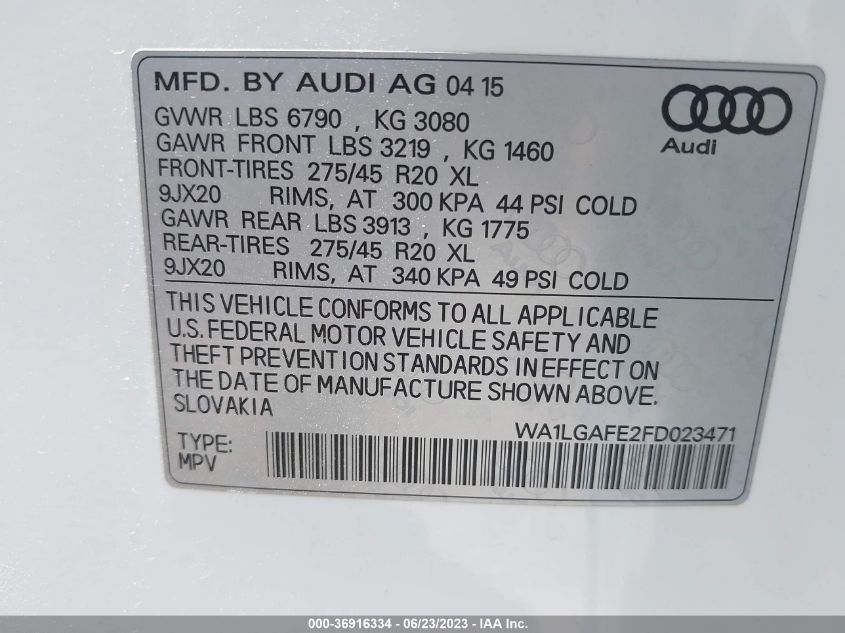 MFD. BY AUDI AG 04 15
GVWR LBS 6790 , KG 3080
GAWR FRONT LBS 3219 , KG 1460
FRONT-TIRES 275/45 R20 XL
9JX20 RIMS, AT 300 KPA 44 PSI COLD
GAWR REAR LBS 3913 , KG 1775
REAR-TIRES 275/45 R20 XL
9JX20 RIMS, AT 340 KPA 49 PSI COLD
Audi
THIS VEHICLE CONFORMS TO ALL APPLICABLE
U.S. FEDERAL MOTOR VEHICLE SAFETY AND
THEFT PREVENTION STANDARDS IN EFFECT ON
THE DATE OF MANUFACTURE SHOWN ABOVE.
SLOVAKIA
WA1LGAFE2FD023471
TYPE:
MPV
000-36916334 - 06/23/2023 - IAA Inc.